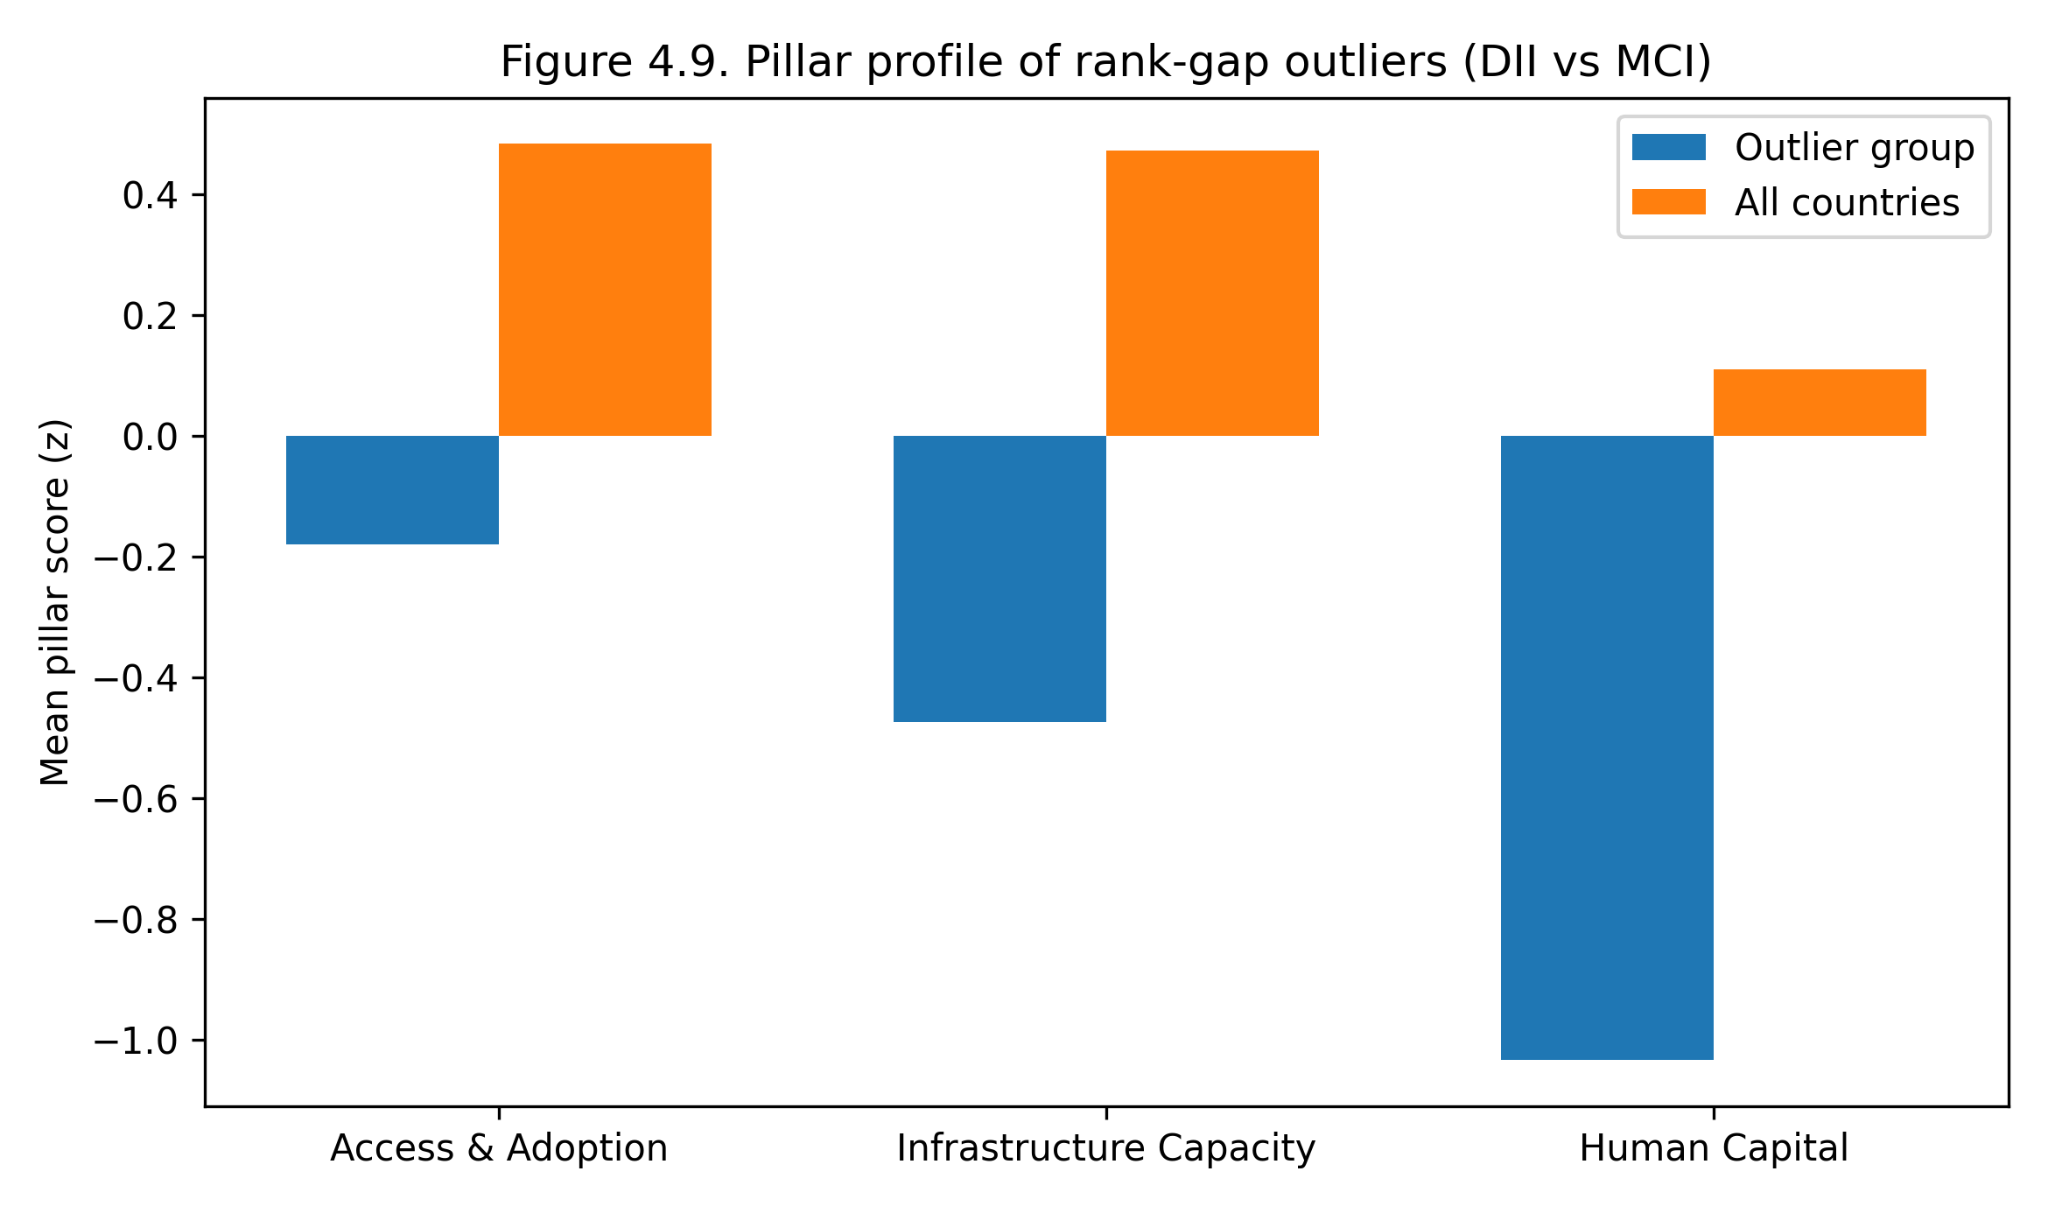 Figure 4.9. Pillar profile of rank-gap outliers (DII vs MCI)
Outlier group
All countries
Mean pillar score (z)
0.4
0.2
0.0
−0.2
−0.4
−0.6
−0.8
−1.0
Access & Adoption
Infrastructure Capacity
Human Capital